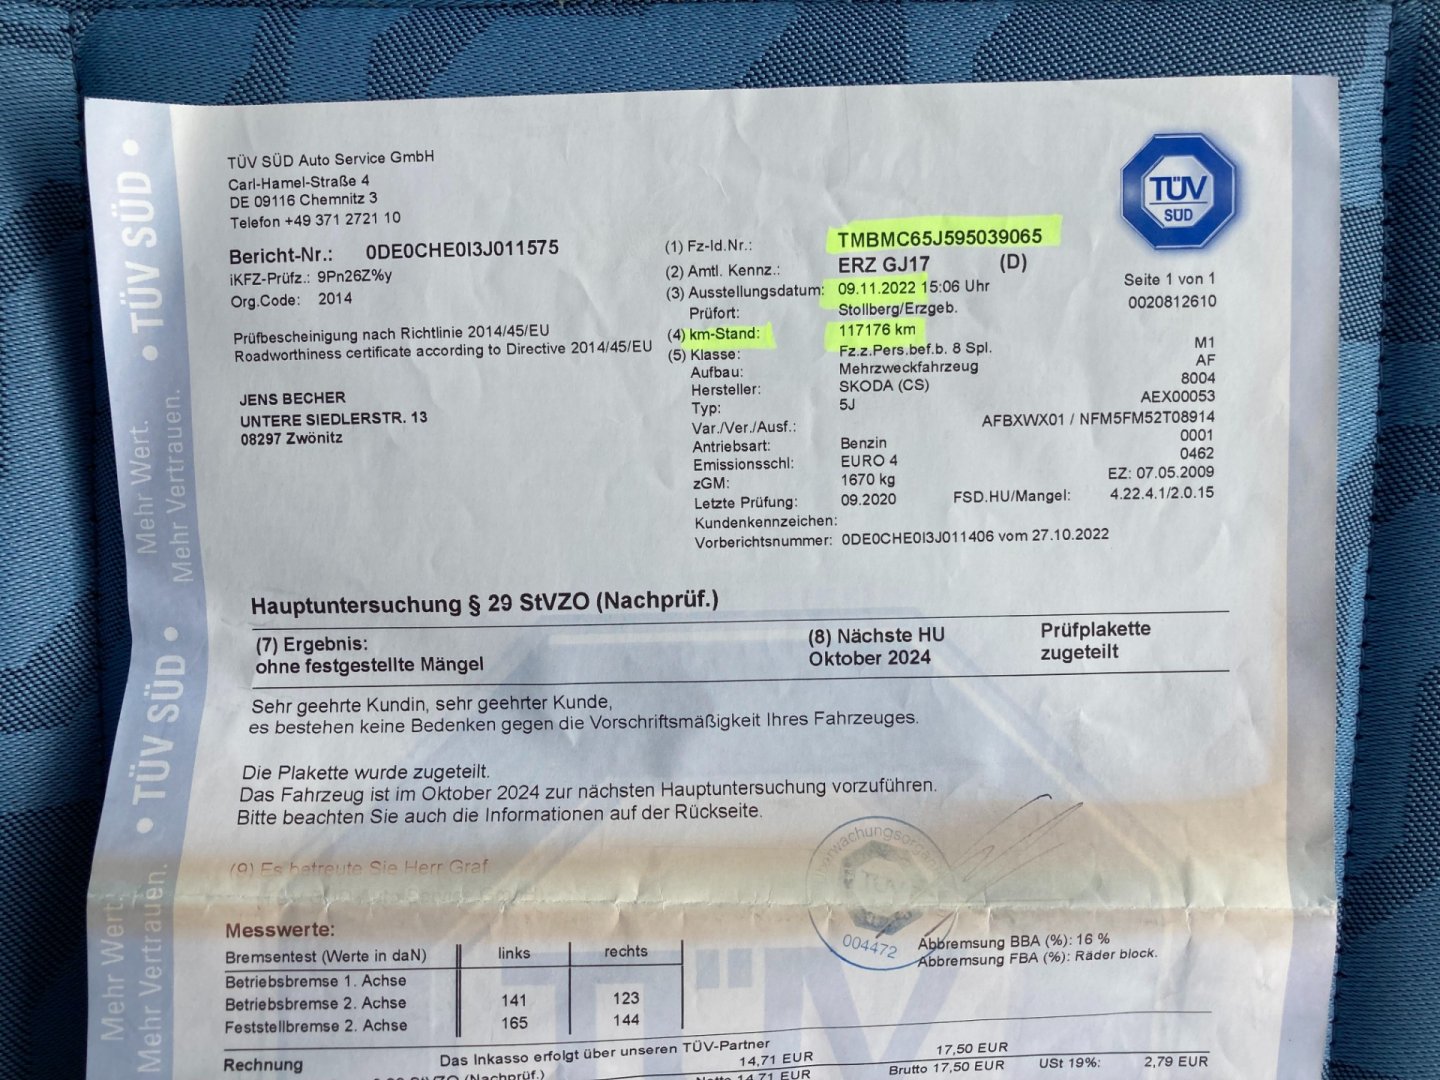 TÜV SÜD Auto Service GmbH
Carl-Hamel-Straße 4
DE 09116 Chemnitz 3
Telefon +49 371 2721 10
Bericht-Nr.: 0DE0CHE0I3J011575
iKFZ-Prüfz.: 9Pn26Z%y
Org.Code: 2014
Prüfbescheinigung nach Richtlinie 2014/45/EU
Roadworthiness certificate according to Directive 2014/45/EU
JENS BECHER
UNTERE SIEDLERSTR. 13
08297 Zwönitz
TÜV
SÜD
(1) Fz-Id.Nr.: TMBMC65J595039065
(2) Amtl. Kennz.: ERZ GJ17 (D)
(3) Ausstellungsdatum: 09.11.2022 15:06 Uhr
Seite 1 von 1
0020812610
Prüfort: Stollberg/Erzgeb.
(4) km-Stand: 117176 km
(5) Klasse: Fz.z.Pers.bef.b. 8 Spl. M1
Aufbau: Mehrzweckfahrzeug AF
Hersteller: SKODA (CS) 8004
Typ: 5J AEX00053
Var./Ver./Ausf.: AFBXWX01 / NFM5FM52T08914
Antriebsart: Benzin 0001
Emissionsschl: EURO 4 0462
zGM: 1670 kg EZ: 07.05.2009
Letzte Prüfung: 09.2020 FSD.HU/Mangel: 4.22.4.1/2.0.15
Kundenkennzeichen:
Vorberichtsnummer: 0DE0CHE0I3J011406 vom 27.10.2022
Hauptuntersuchung § 29 StVZO (Nachprüf.)
(7) Ergebnis: (8) Nächste HU Prüfplakette
ohne festgestellte Mängel Oktober 2024 zugeteilt
Sehr geehrte Kundin, sehr geehrter Kunde,
es bestehen keine Bedenken gegen die Vorschriftsmäßigkeit Ihres Fahrzeuges.
Die Plakette wurde zugeteilt.
Das Fahrzeug ist im Oktober 2024 zur nächsten Hauptuntersuchung vorzuführen.
Bitte beachten Sie auch die Informationen auf der Rückseite.
(9) Es betreute Sie Herr Graf
TÜV
004472
Messwerte:
Bremsentest (Werte in daN) links rechts
Betriebsbremse 1. Achse
Betriebsbremse 2. Achse 141 123
Feststellbremse 2. Achse 165 144
Abbremsung BBA (%): 16 %
Abbremsung FBA (%): Räder block.
Rechnung Das Inkasso erfolgt über unseren TÜV-Partner
14,71 EUR 17,50 EUR
StVZO (Nachprüf.) Netto 14,71 EUR Brutto 17,50 EUR USt 19%: 2,79 EUR
• TÜV SÜD •
Mehr Wert.
Mehr Vertrauen.
• TÜV SÜD •
Mehr Wert.
Mehr Vertrauen.